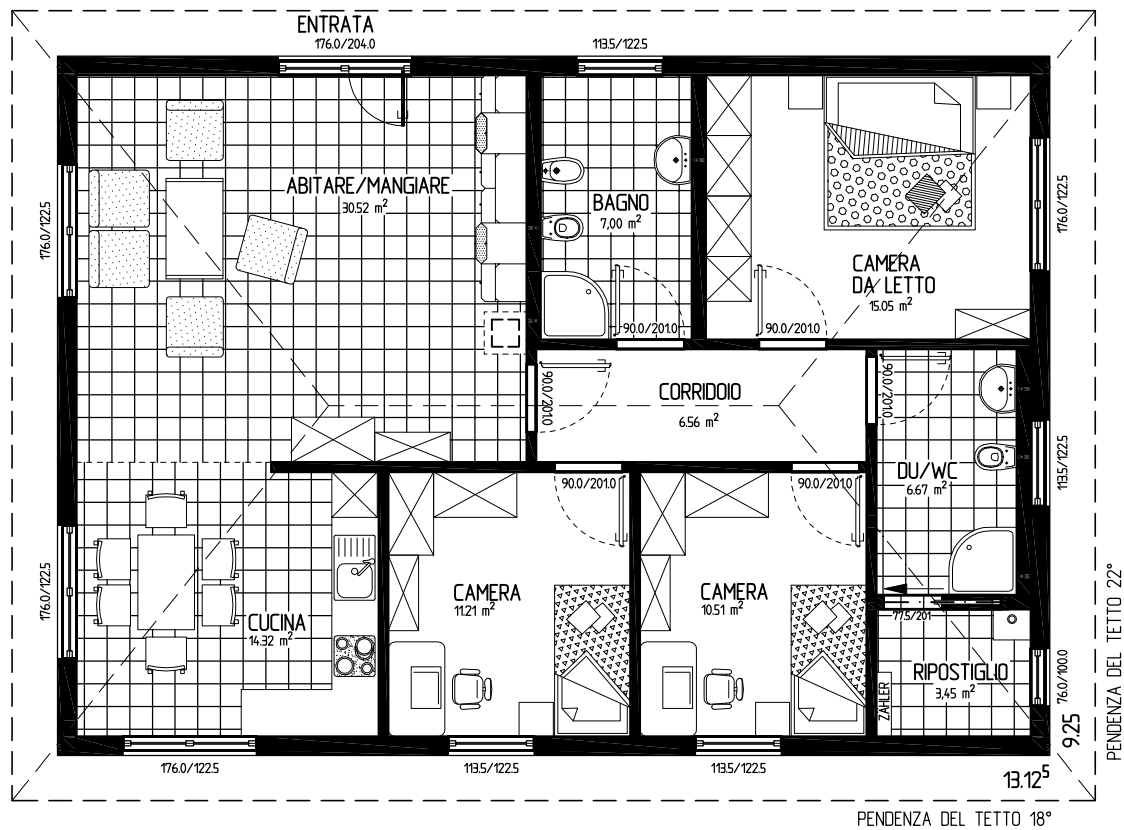 ENTRATA
176.0/204.0
113.5/122.5
176.0/122.5
ABITARE/MANGIARE
30.52 m²
BAGNO
7,00 m²
CAMERA
DA LETTO
15.05 m²
176.0/122.5
90.0/201.0
90.0/201.0
90.0/201.0
CORRIDOIO
6.56 m²
90.0/201.0
DU/WC
6.67 m²
113.5/122.5
90.0/201.0
90.0/201.0
176.0/122.5
CUCINA
14.32 m²
CAMERA
11.21 m²
CAMERA
10.51 m²
77.5/201
RIPOSTIGLIO
3,45 m²
ZÄHLER
76.0/100.0
9.25
PENDENZA DEL TETTO 22°
176.0/122.5
113.5/122.5
113.5/122.5
13.12⁵
PENDENZA DEL TETTO 18°